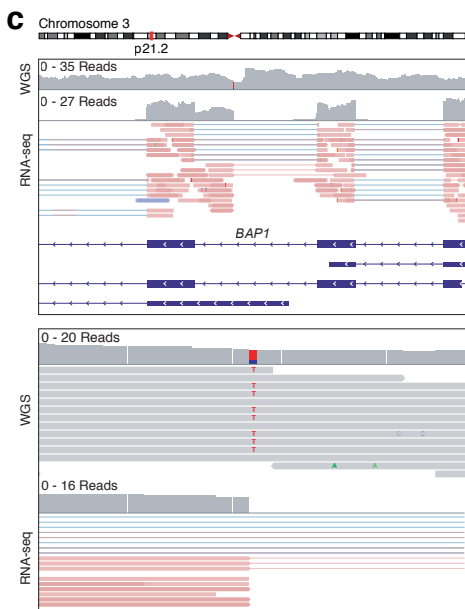 c
Chromosome 3
p21.2
0 - 35 Reads
WGS
0 - 27 Reads
RNA-seq
BAP1
0 - 20 Reads
WGS
T
T
T
T
T
T
T
T
C C
A A
0 - 16 Reads
RNA-seq